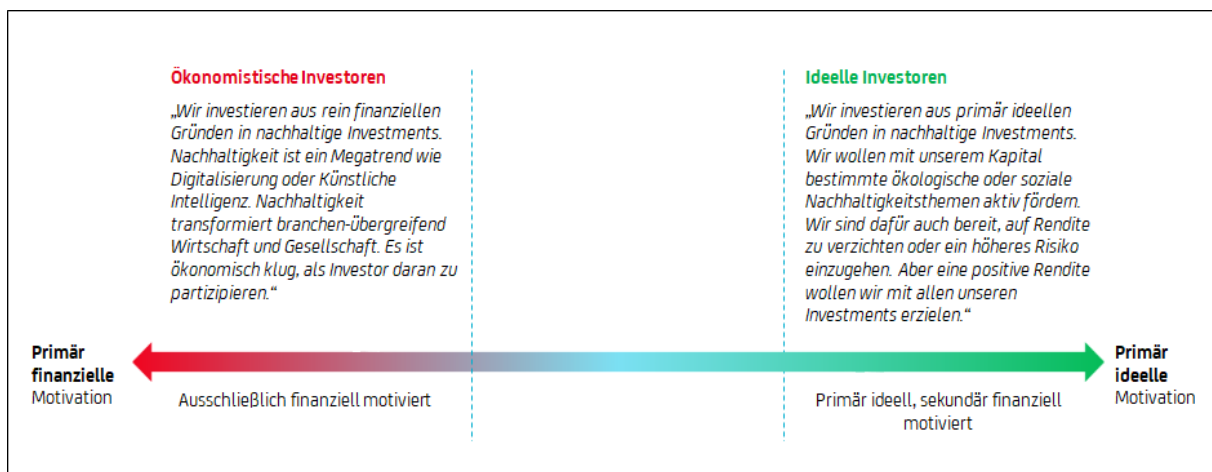 Ökonomistische Investoren
„Wir investieren aus rein finanziellen
Gründen in nachhaltige Investments.
Nachhaltigkeit ist ein Megatrend wie
Digitalisierung oder Künstliche
Intelligenz. Nachhaltigkeit
transformiert branchen-übergreifend
Wirtschaft und Gesellschaft. Es ist
ökonomisch klug, als Investor daran zu
partizipieren.“
Ideelle Investoren
„Wir investieren aus primär ideellen
Gründen in nachhaltige Investments.
Wir wollen mit unserem Kapital
bestimmte ökologische oder soziale
Nachhaltigkeitsthemen aktiv fördern.
Wir sind dafür auch bereit, auf Rendite
zu verzichten oder ein höheres Risiko
einzugehen. Aber eine positive Rendite
wollen wir mit allen unseren
Investments erzielen.“
Primär
finanzielle
Motivation
Ausschließlich finanziell motiviert
Primär ideell, sekundär finanziell
motiviert
Primär
ideelle
Motivation